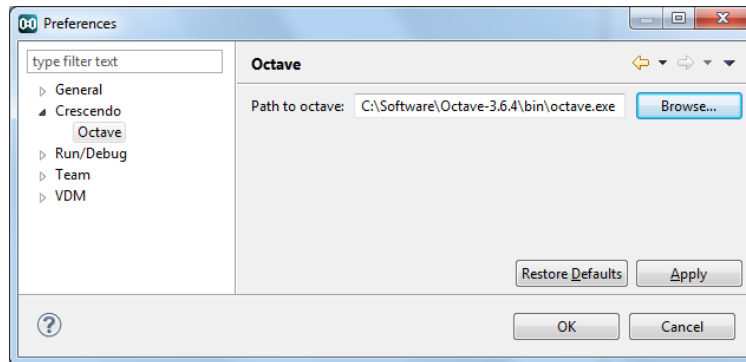 Preferences
type filter text
General
Crescendo
Octave
Run/Debug
Team
VDM
Octave
Path to octave: C:\Software\Octave-3.6.4\bin\octave.exe Browse...
Restore Defaults Apply
OK Cancel